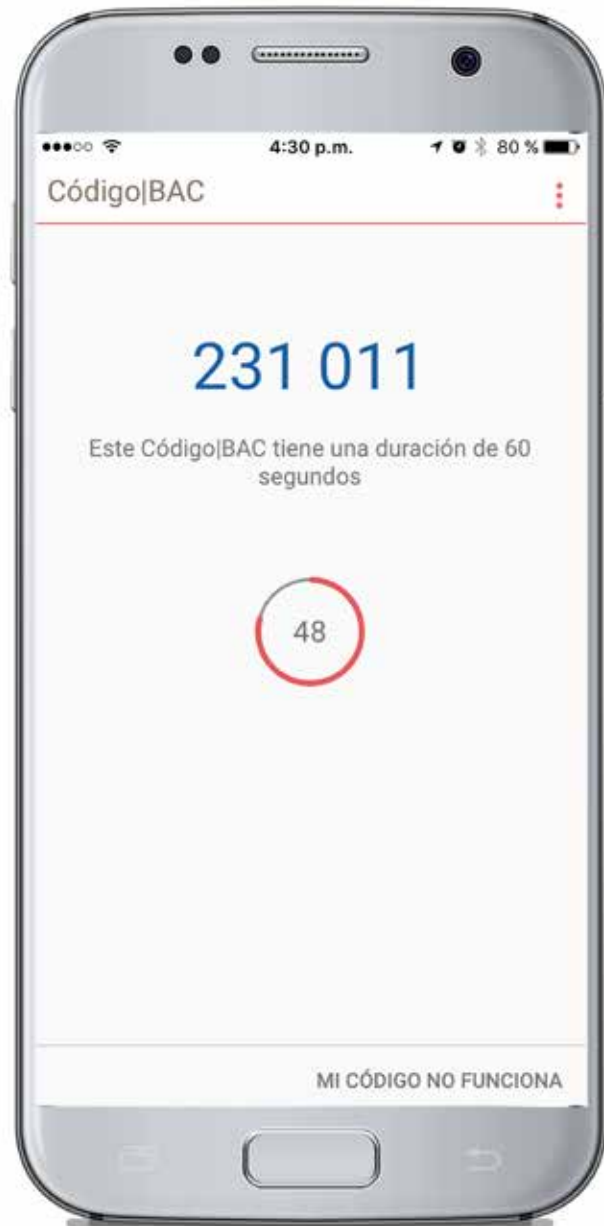 4:30 p.m. 80 %
Código|BAC
231 011
Este Código|BAC tiene una duración de 60
segundos
48
MI CÓDIGO NO FUNCIONA